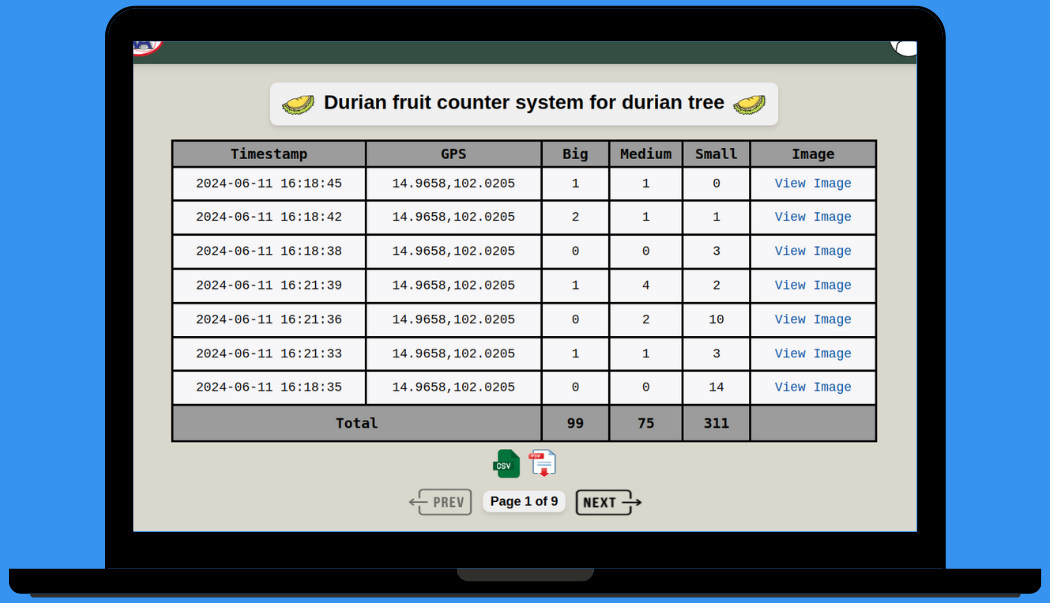 Durian fruit counter system for durian tree
Timestamp GPS Big Medium Small Image
2024-06-11 16:18:45 14.9658,102.0205 1 1 0 View Image
2024-06-11 16:18:42 14.9658,102.0205 2 1 1 View Image
2024-06-11 16:18:38 14.9658,102.0205 0 0 3 View Image
2024-06-11 16:21:39 14.9658,102.0205 1 4 2 View Image
2024-06-11 16:21:36 14.9658,102.0205 0 2 10 View Image
2024-06-11 16:21:33 14.9658,102.0205 1 1 3 View Image
2024-06-11 16:18:35 14.9658,102.0205 0 0 14 View Image
Total 99 75 311
CSV PDF
PREV Page 1 of 9 NEXT